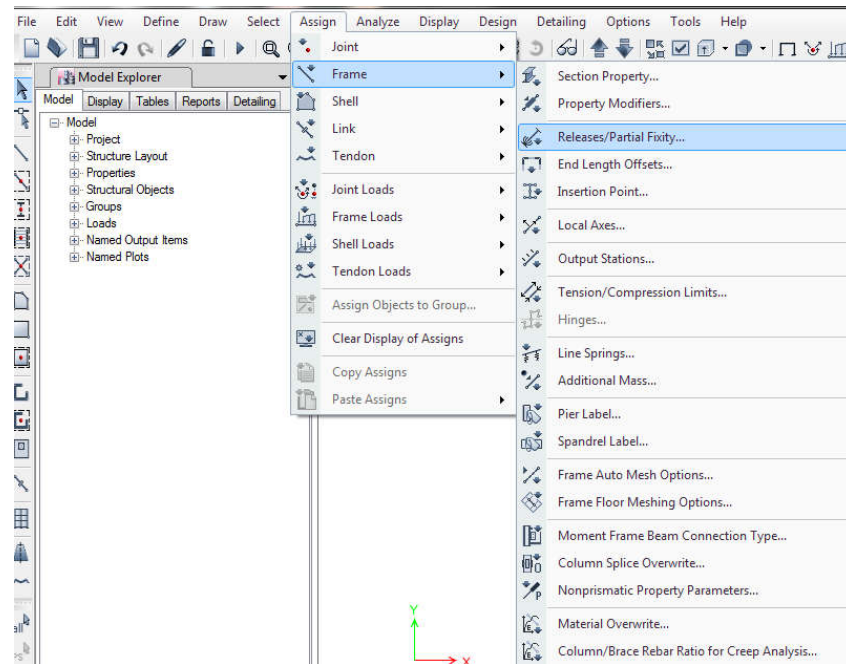 File Edit View Define Draw Select Assign Analyze Display Design Detailing Options Tools Help
Model Explorer
Model Display Tables Reports Detailing
Model
Project
Structure Layout
Properties
Structural Objects
Groups
Loads
Named Output Items
Named Plots
Joint
Frame
Shell
Link
Tendon
Joint Loads
Frame Loads
Shell Loads
Tendon Loads
Assign Objects to Group...
Clear Display of Assigns
Copy Assigns
Paste Assigns
Section Property...
Property Modifiers...
Releases/Partial Fixity...
End Length Offsets...
Insertion Point...
Local Axes...
Output Stations...
Tension/Compression Limits...
Hinges...
Line Springs...
Additional Mass...
Pier Label...
Spandrel Label...
Frame Auto Mesh Options...
Frame Floor Meshing Options...
Moment Frame Beam Connection Type...
Column Splice Overwrite...
Nonprismatic Property Parameters...
Material Overwrite...
Column/Brace Rebar Ratio for Creep Analysis...
Y
X